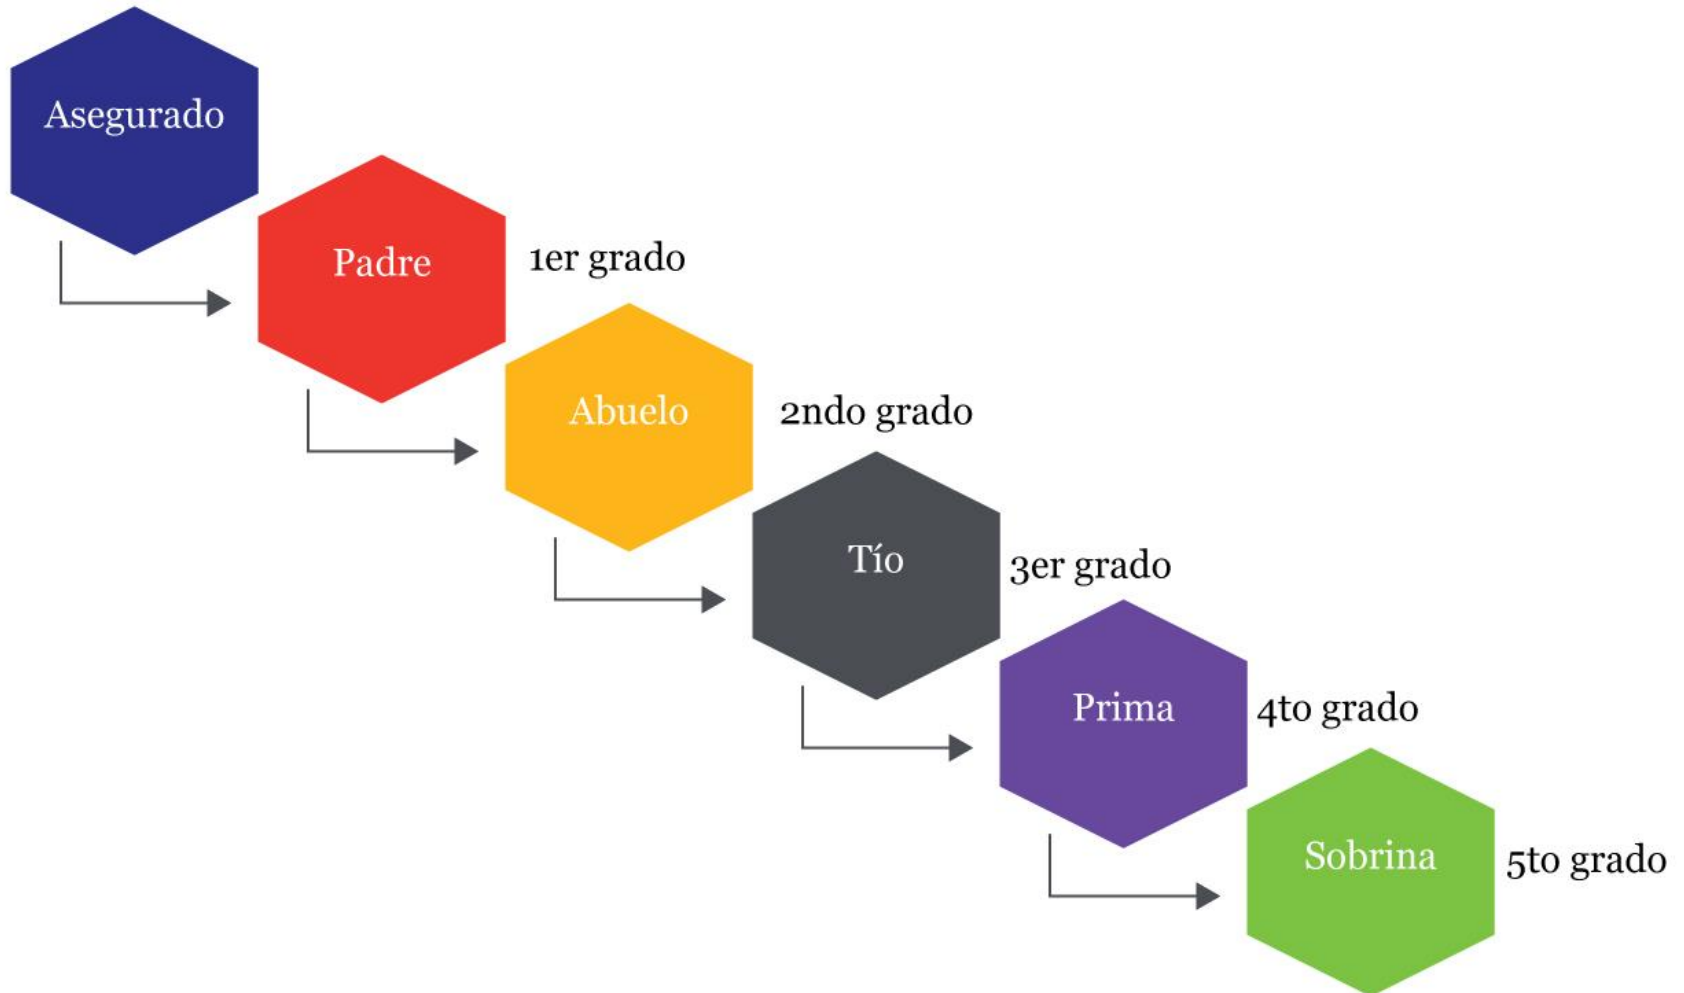 Asegurado
Padre
1er grado
Abuelo
2ndo grado
Tío
3er grado
Prima
4to grado
Sobrina
5to grado